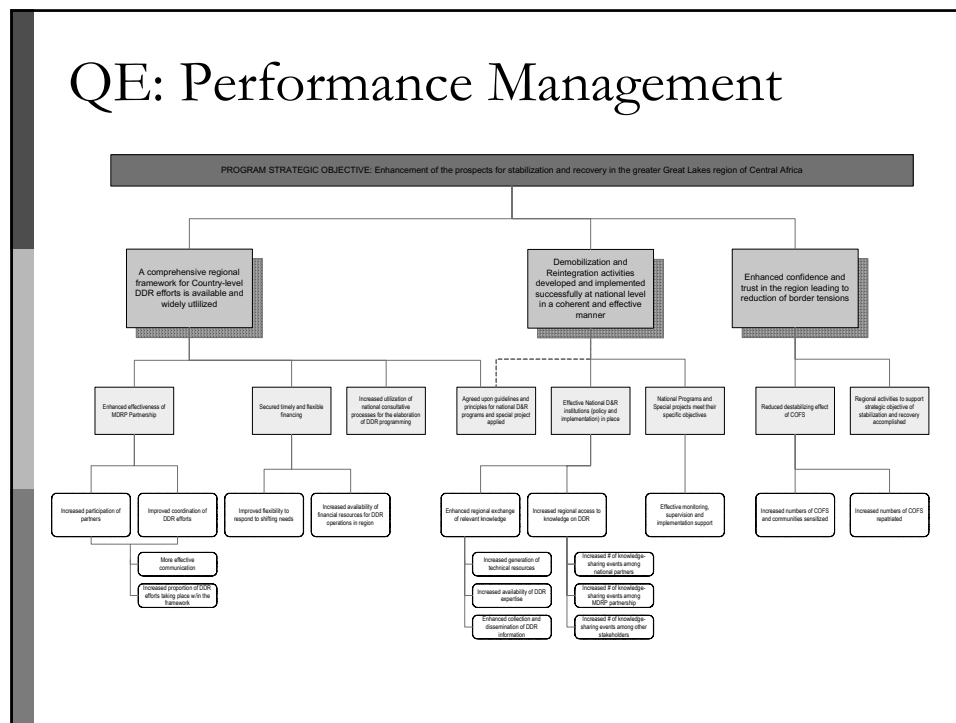 QE: Performance Management
PROGRAM STRATEGIC OBJECTIVE: Enhancement of the prospects for stabilization and recovery in the greater Great Lakes region of Central Africa
A comprehensive regional
framework for Country-level
DDR efforts is available and
widely utlilized
Demobilization and
Reintegration activities
developed and implemented
successfully at national level
in a coherent and effective
manner
Enhanced confidence and
trust in the region leading to
reduction of border tensions
Enhanced effectiveness of
MDRP Partnership
Secured timely and flexible
financing
Increased utilization of
national consultative
processes for the elaboration
of DDR programming
Agreed upon guidelines and
principles for national D&R
programs and special project
applied
Effective National D&R
institutions (policy and
implementation) in place
National Programs and
Special projects meet their
specific objectives
Reduced destabilizing effect
of COFS
Regional activities to support
strategic objective of
stabilization and recovery
accomplished
Increased participation of
partners
Improved coordination of
DDR efforts
Improved flexibility to
respond to shifting needs
Increased availability of
financial resources for DDR
operations in region
Enhanced regional exchange
of relevant knowledge
Increased regional access to
knowledge on DDR
Effective monitoring,
supervision and
implementation support
Increased numbers of COFS
and communities sensitized
Increased numbers of COFS
repatriated
More effective
communication
Increased proportion of DDR
efforts taking place w/in the
framework
Increased generation of
technical resources
Increased availability of DDR
expertise
Enhanced collection and
dissemination of DDR
information
Increased # of knowledge-
sharing events among
national partners
Increased # of knowledge-
sharing events among
MDRP partnership
Increased # of knowledge-
sharing events among other
stakeholders